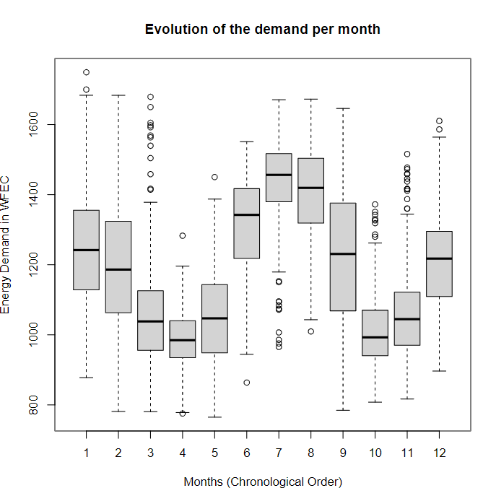 Evolution of the demand per month
Energy Demand in WFEC
1600
1400
1200
1000
800
1 2 3 4 5 6 7 8 9 10 11 12
Months (Chronological Order)